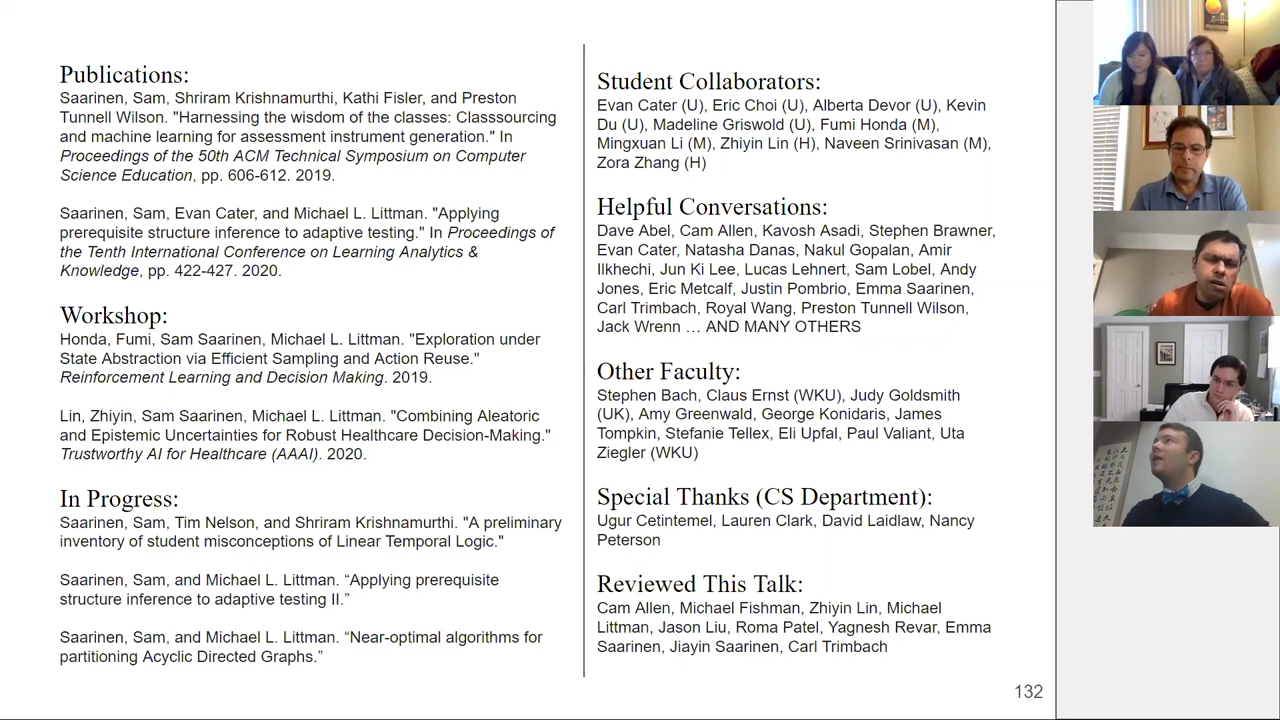 Publications:
Saarinen, Sam, Shriram Krishnamurthi, Kathi Fisler, and Preston
Tunnell Wilson. "Harnessing the wisdom of the classes: Classsourcing
and machine learning for assessment instrument generation." In
Proceedings of the 50th ACM Technical Symposium on Computer
Science Education, pp. 606-612. 2019.
Saarinen, Sam, Evan Cater, and Michael L. Littman. "Applying
prerequisite structure inference to adaptive testing." In Proceedings of
the Tenth International Conference on Learning Analytics &
Knowledge, pp. 422-427. 2020.
Workshop:
Honda, Fumi, Sam Saarinen, Michael L. Littman. "Exploration under
State Abstraction via Efficient Sampling and Action Reuse."
Reinforcement Learning and Decision Making. 2019.
Lin, Zhiyin, Sam Saarinen, Michael L. Littman. "Combining Aleatoric
and Epistemic Uncertainties for Robust Healthcare Decision-Making."
Trustworthy AI for Healthcare (AAAI). 2020.
In Progress:
Saarinen, Sam, Tim Nelson, and Shriram Krishnamurthi. "A preliminary
inventory of student misconceptions of Linear Temporal Logic."
Saarinen, Sam, and Michael L. Littman. “Applying prerequisite
structure inference to adaptive testing II.”
Saarinen, Sam, and Michael L. Littman. “Near-optimal algorithms for
partitioning Acyclic Directed Graphs.”
Student Collaborators:
Evan Cater (U), Eric Choi (U), Alberta Devor (U), Kevin
Du (U), Madeline Griswold (U), Fumi Honda (M),
Mingxuan Li (M), Zhiyin Lin (H), Naveen Srinivasan (M),
Zora Zhang (H)
Helpful Conversations:
Dave Abel, Cam Allen, Kavosh Asadi, Stephen Brawner,
Evan Cater, Natasha Danas, Nakul Gopalan, Amir
Ilkhechi, Jun Ki Lee, Lucas Lehnert, Sam Lobel, Andy
Jones, Eric Metcalf, Justin Pombrio, Emma Saarinen,
Carl Trimbach, Royal Wang, Preston Tunnell Wilson,
Jack Wrenn … AND MANY OTHERS
Other Faculty:
Stephen Bach, Claus Ernst (WKU), Judy Goldsmith
(UK), Amy Greenwald, George Konidaris, James
Tompkin, Stefanie Tellex, Eli Upfal, Paul Valiant, Uta
Ziegler (WKU)
Special Thanks (CS Department):
Ugur Cetintemel, Lauren Clark, David Laidlaw, Nancy
Peterson
Reviewed This Talk:
Cam Allen, Michael Fishman, Zhiyin Lin, Michael
Littman, Jason Liu, Roma Patel, Yagnesh Revar, Emma
Saarinen, Jiayin Saarinen, Carl Trimbach
132